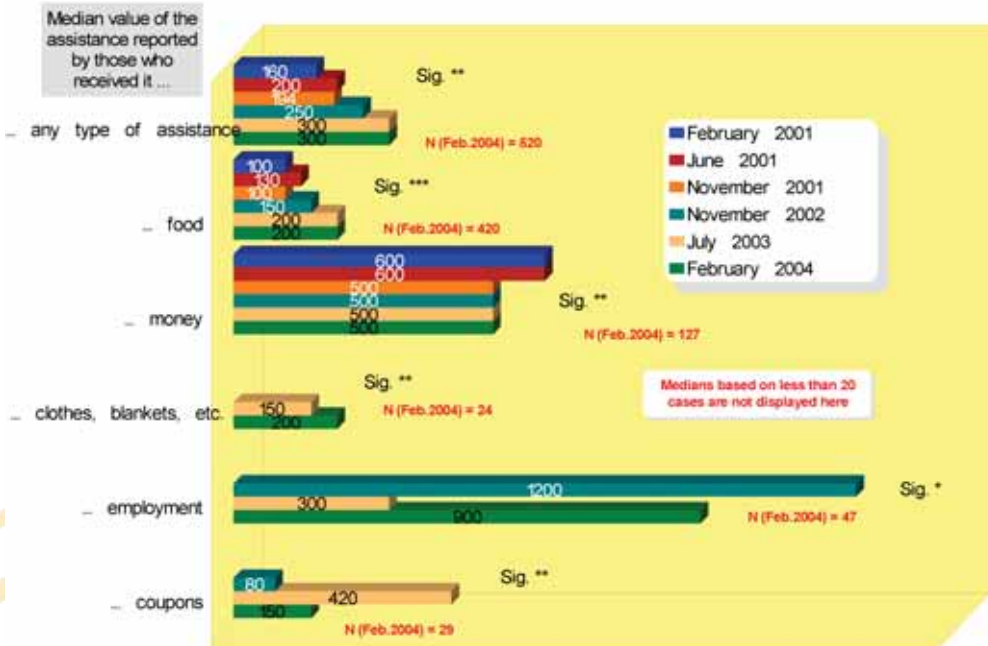 Median value of the
assistance reported
by those who
received it ...
160
200
194
250
300
300
Sig. **
... any type of assistance
N (Feb.2004) = 520
100
130
100
150
200
200
Sig. ***
... food
N (Feb.2004) = 420
600
600
500
500
500
500
Sig. **
... money
N (Feb.2004) = 127
Sig. **
150
200
... clothes, blankets, etc.
N (Feb.2004) = 24
1200
300
900
Sig. *
... employment
N (Feb.2004) = 47
80
420
150
Sig. **
... coupons
N (Feb.2004) = 29
February 2001
June 2001
November 2001
November 2002
July 2003
February 2004
Medians based on less than 20
cases are not displayed here